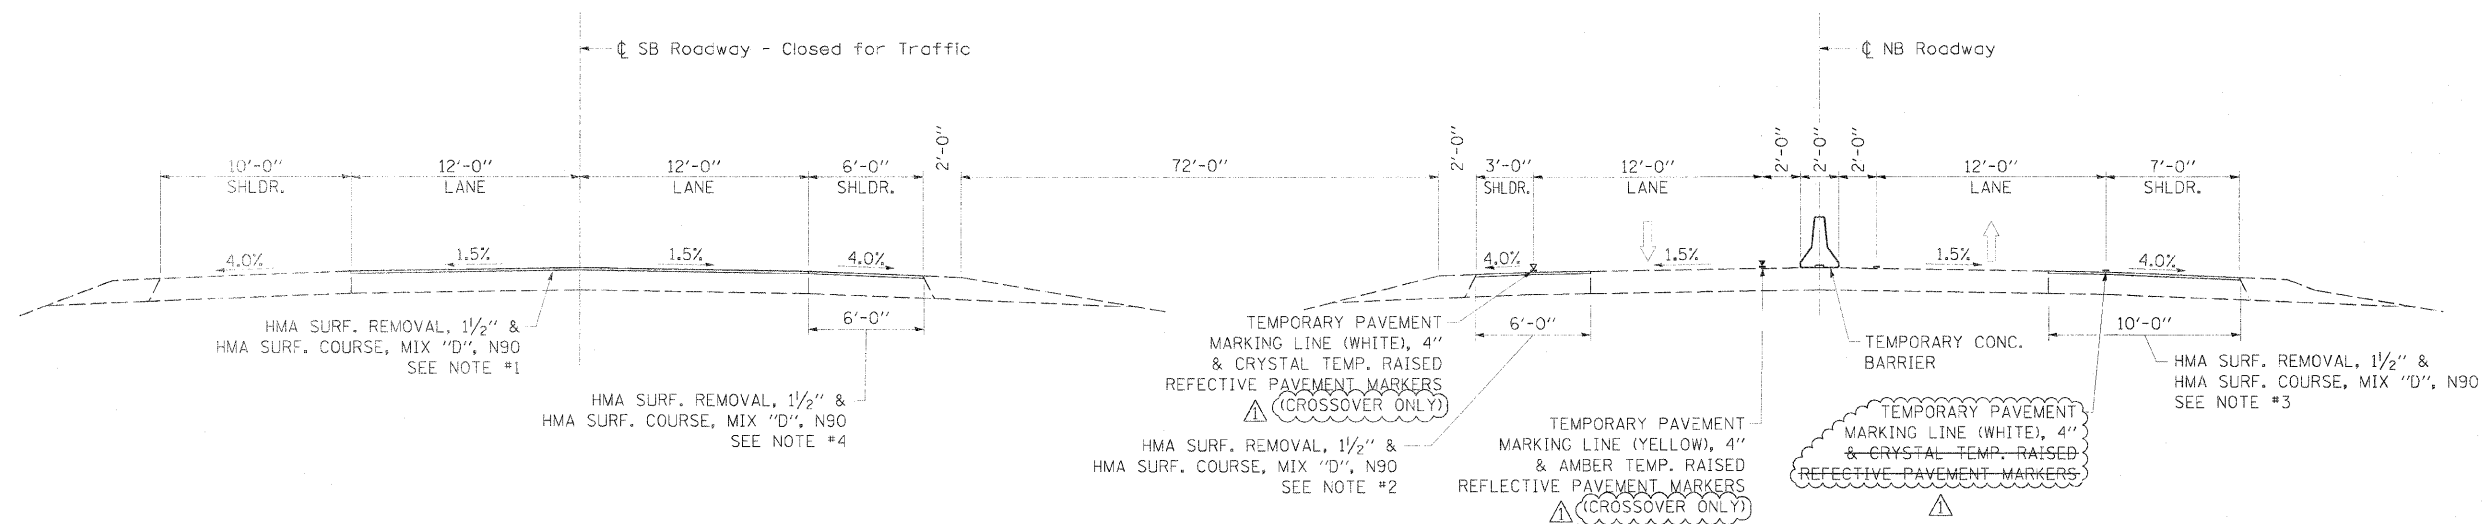 ℄ SB Roadway - Closed for Traffic
℄ NB Roadway
10'-0"
SHLDR.
12'-0"
LANE
12'-0"
LANE
6'-0"
SHLDR.
2'-0"
72'-0"
2'-0"
3'-0"
SHLDR.
12'-0"
LANE
2'-0"
2'-0"
2'-0"
12'-0"
LANE
7'-0"
SHLDR.
4.0%
1.5%
1.5%
4.0%
4.0%
1.5%
1.5%
4.0%
HMA SURF. REMOVAL, 1½" &
HMA SURF. COURSE, MIX "D", N90
SEE NOTE #1
6'-0"
HMA SURF. REMOVAL, 1½" &
HMA SURF. COURSE, MIX "D", N90
SEE NOTE #4
TEMPORARY PAVEMENT
MARKING LINE (WHITE), 4"
& CRYSTAL TEMP. RAISED
REFECTIVE PAVEMENT MARKERS
1 (CROSSOVER ONLY)
6'-0"
HMA SURF. REMOVAL, 1½" &
HMA SURF. COURSE, MIX "D", N90
SEE NOTE #2
TEMPORARY PAVEMENT
MARKING LINE (YELLOW), 4"
& AMBER TEMP. RAISED
REFLECTIVE PAVEMENT MARKERS
1 (CROSSOVER ONLY)
TEMPORARY CONC.
BARRIER
10'-0"
HMA SURF. REMOVAL, 1½" &
HMA SURF. COURSE, MIX "D", N90
SEE NOTE #3
TEMPORARY PAVEMENT
MARKING LINE (WHITE), 4"
& CRYSTAL TEMP. RAISED
REFECTIVE PAVEMENT MARKERS
1